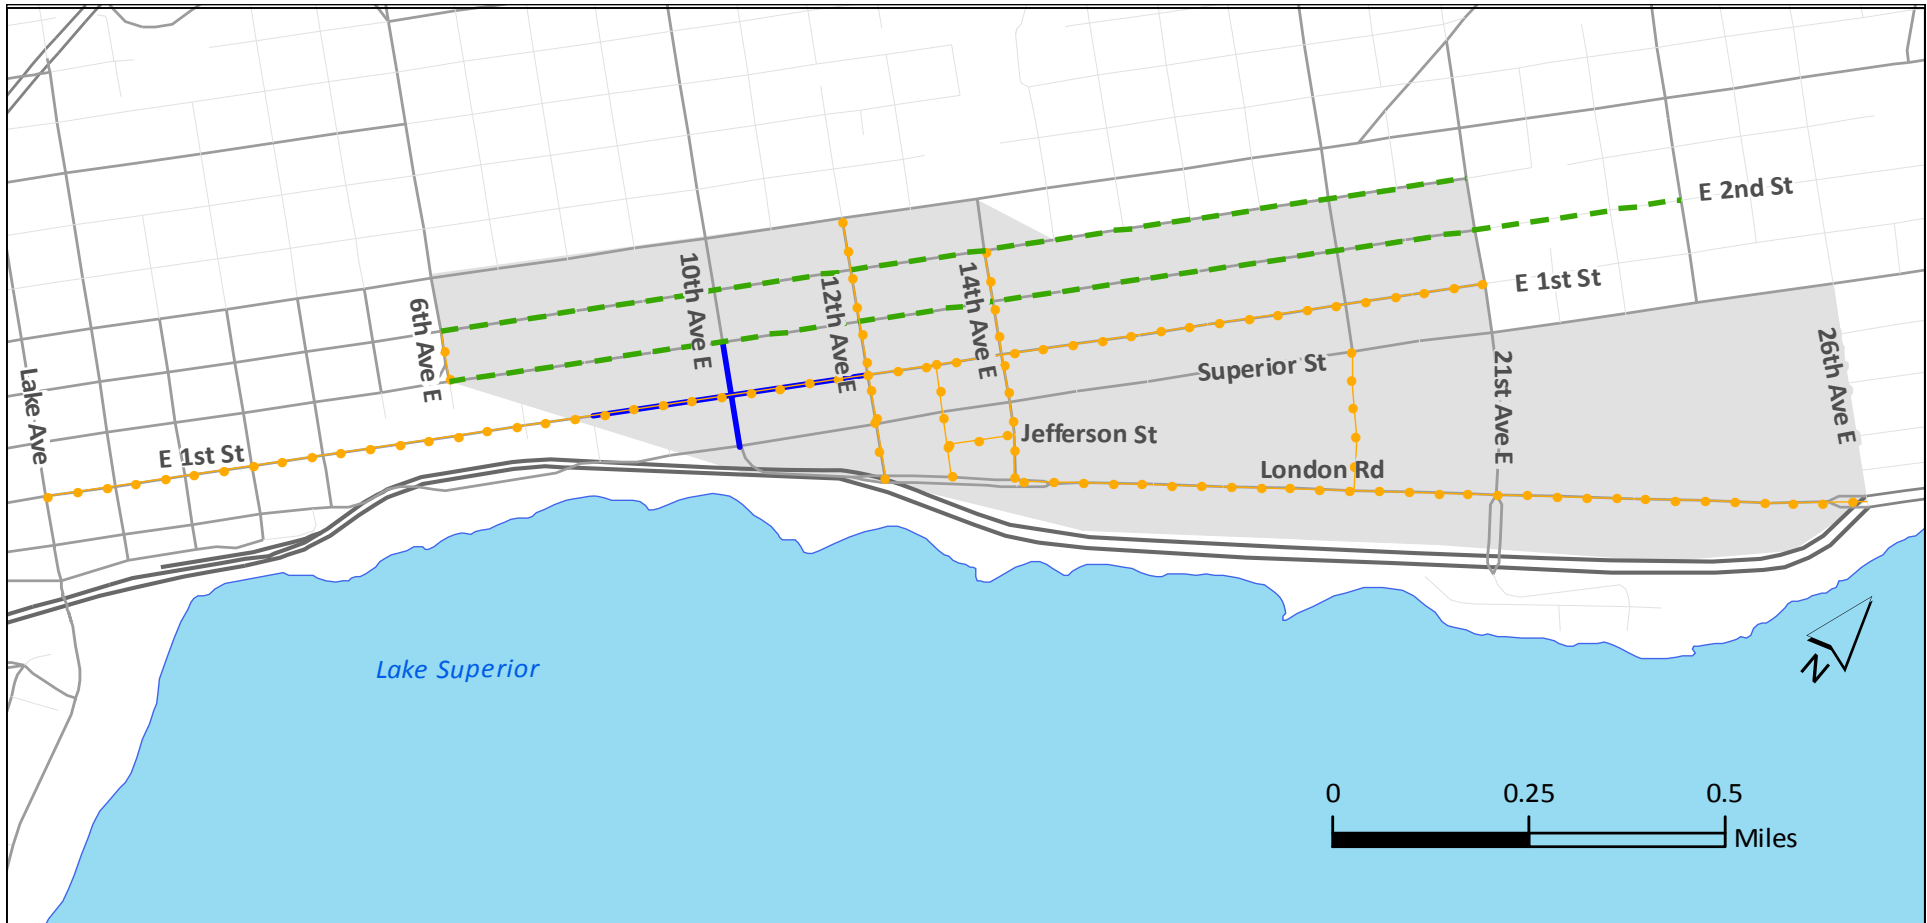 E 2nd St
E 1st St
10th Ave E
14th Ave E
12th Ave E
6th Ave E
26th Ave E
21st Ave E
Superior St
Lake Ave
Jefferson St
E 1st St
London Rd
Lake Superior
N
0 0.25 0.5
Miles